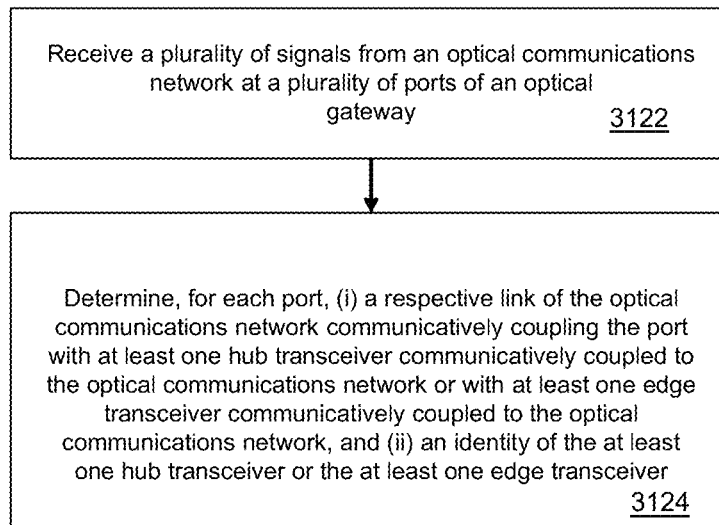 Receive a plurality of signals from an optical communications
network at a plurality of ports of an optical
gateway
3122
Determine, for each port, (i) a respective link of the optical
communications network communicatively coupling the port
with at least one hub transceiver communicatively coupled to
the optical communications network or with at least one edge
transceiver communicatively coupled to the optical
communications network, and (ii) an identity of the at least
one hub transceiver or the at least one edge transceiver
3124